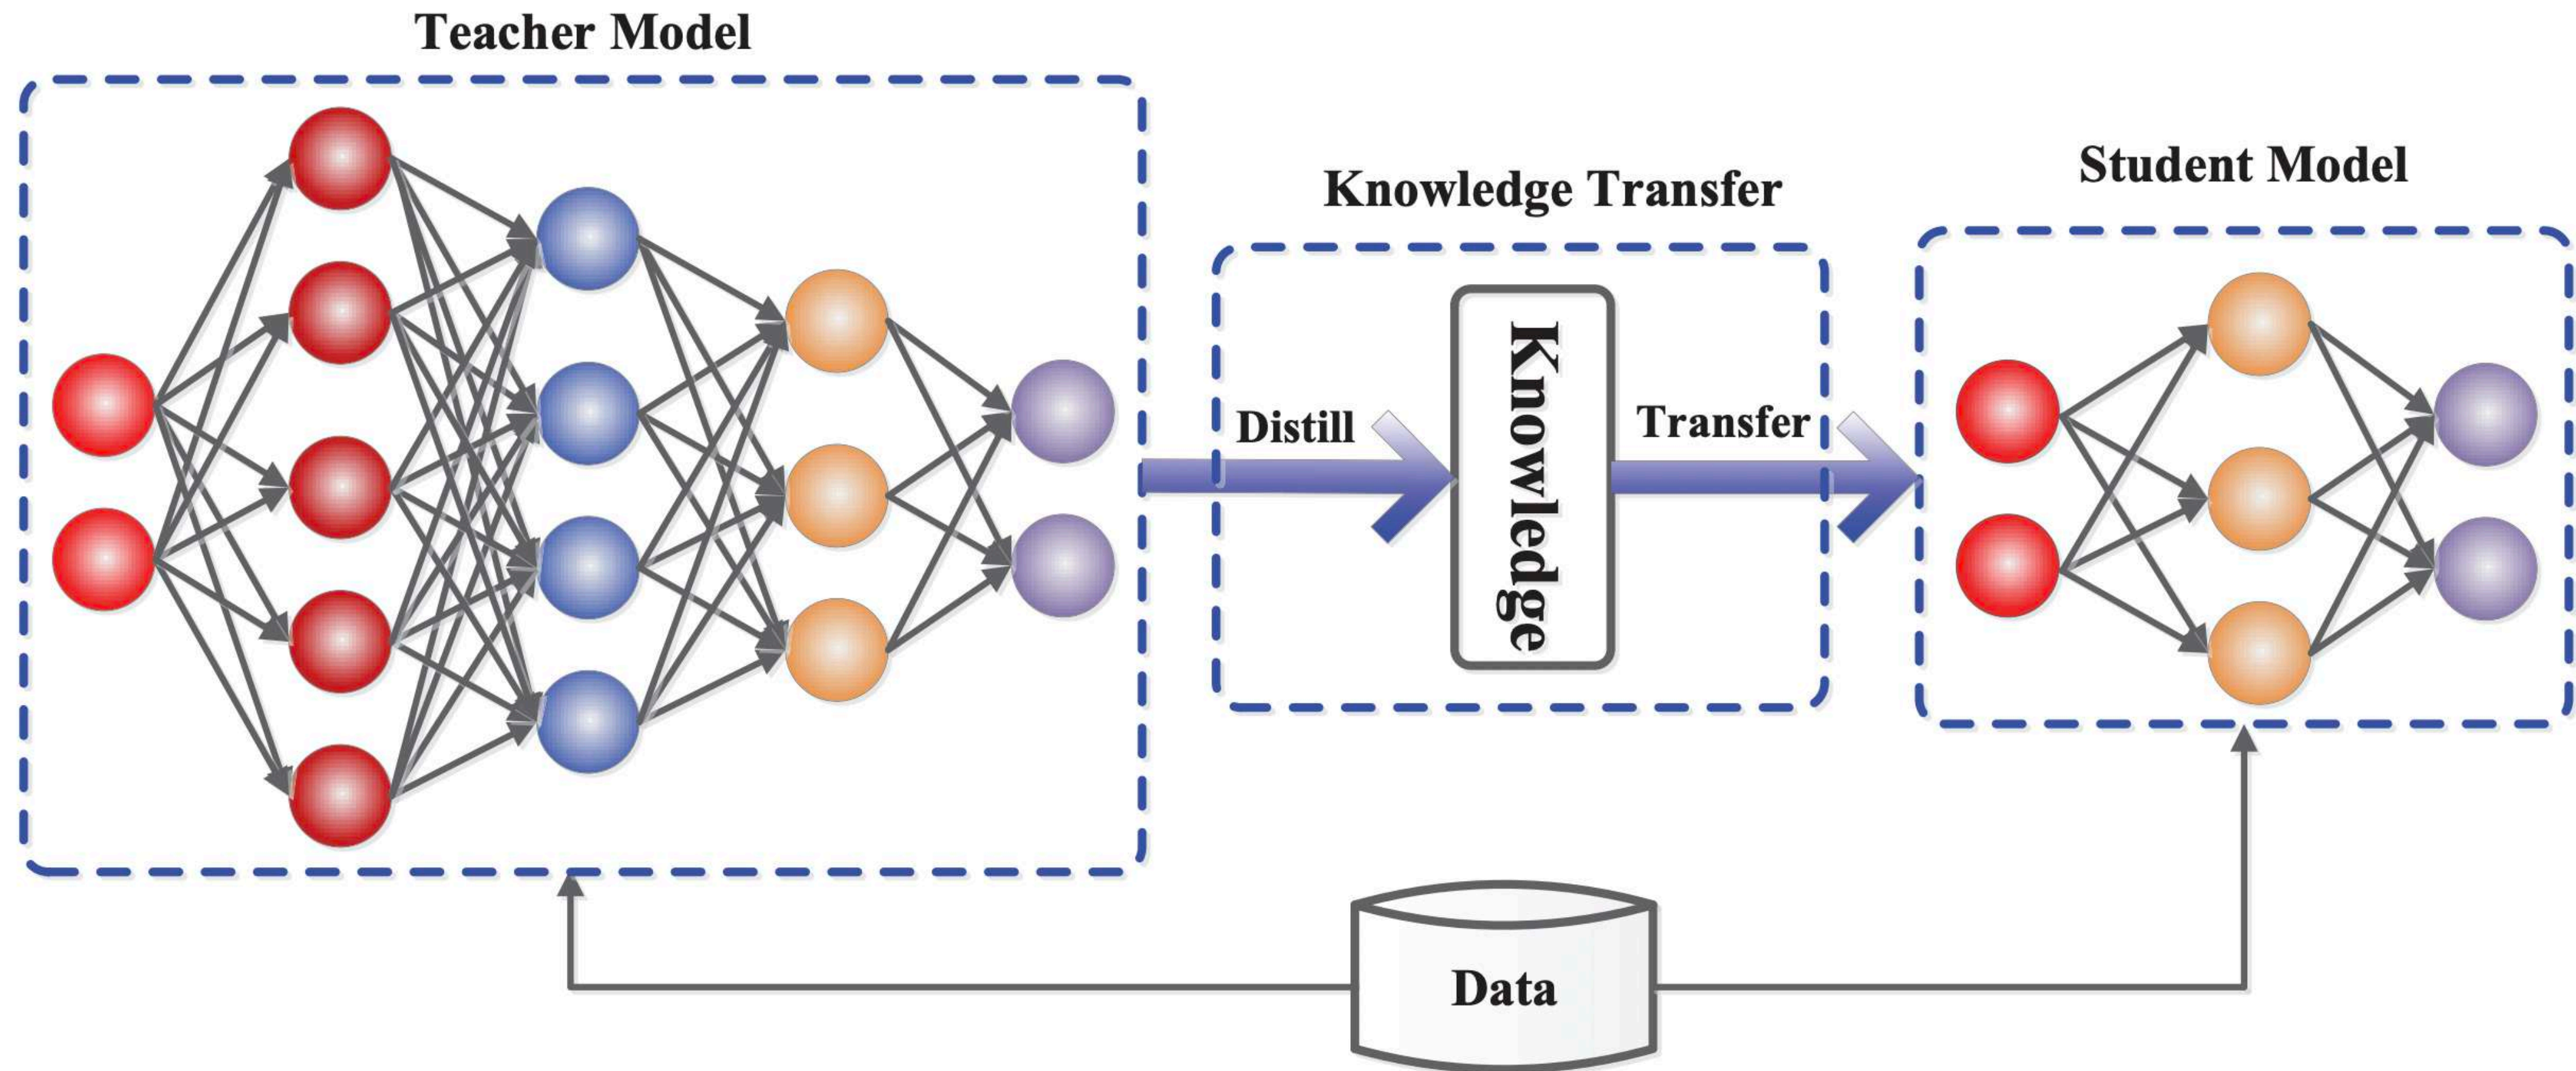 Teacher Model
Knowledge Transfer
Student Model
Distill
Knowledge
Transfer
Data